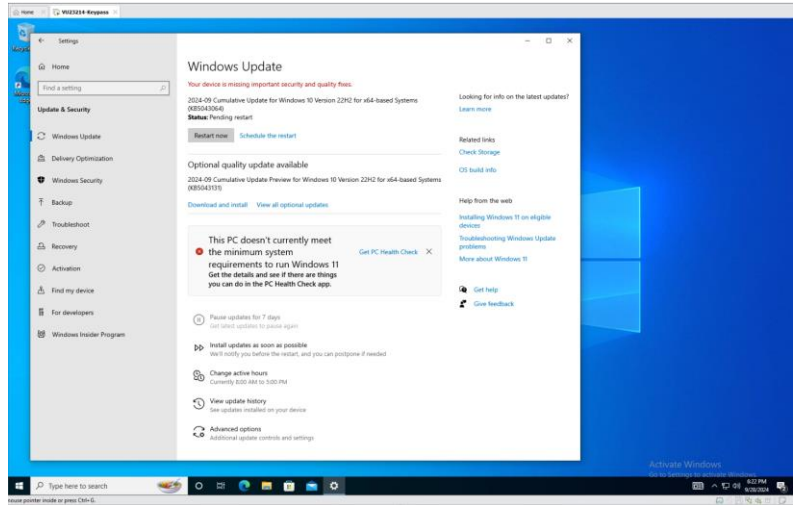 Home
VU23214-Keypass
Settings
Home
Find a setting
Update & Security
Windows Update
Delivery Optimization
Windows Security
Backup
Troubleshoot
Recovery
Activation
Find my device
For developers
Windows Insider Program
Windows Update
Your device is missing important security and quality fixes.
2024-09 Cumulative Update for Windows 10 Version 22H2 for x64-based Systems
(KB5043064)
Status: Pending restart
Restart now
Schedule the restart
Optional quality update available
2024-09 Cumulative Update Preview for Windows 10 Version 22H2 for x64-based Systems
(KB5043131)
Download and install
View all optional updates
This PC doesn't currently meet
the minimum system
requirements to run Windows 11
Get the details and see if there are things
you can do in the PC Health Check app.
Get PC Health Check
Pause updates for 7 days
Get latest updates to pause again
Install updates as soon as possible
We'll notify you before the restart, and you can postpone if needed
Change active hours
Currently 8:00 AM to 5:00 PM
View update history
See updates installed on your device
Advanced options
Additional update controls and settings
Looking for info on the latest updates?
Learn more
Related links
Check Storage
OS build info
Help from the web
Installing Windows 11 on eligible
devices
Troubleshooting Windows Update
problems
More about Windows 11
Get help
Give feedback
Activate Windows
Go to Settings to activate Windows.
Type here to search
8:22 PM
9/28/2024
mouse pointer inside or press Ctrl+G.